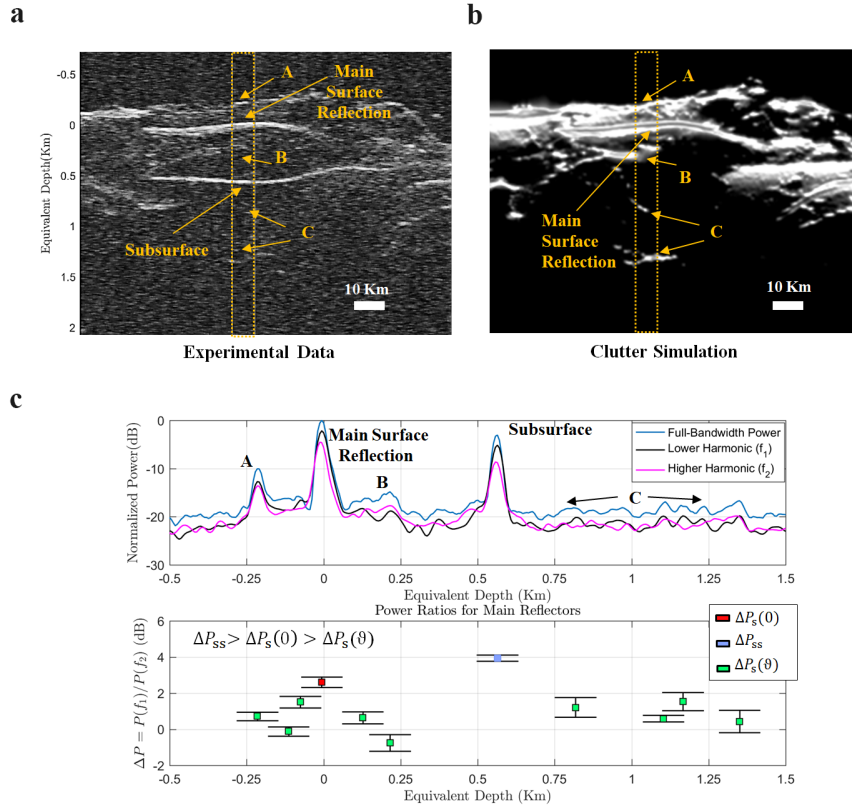 a
b
A
Main
Surface
Reflection
B
C
Subsurface
10 Km
-0.5
0
0.5
1
1.5
2
Equivalent Depth(Km)
Experimental Data
A
B
C
Main
Surface
Reflection
10 Km
Clutter Simulation
c
Normalized Power(dB)
0
-10
-20
-30
A
Main Surface
Reflection
B
Subsurface
C
Full-Bandwidth Power
Lower Harmonic (f1)
Higher Harmonic (f2)
-0.5 -0.25 0 0.25 0.5 0.75 1 1.25 1.5
Equivalent Depth (Km)
Power Ratios for Main Reflectors
ΔPs(0)
ΔPss
ΔPs(ϑ)
ΔPss> ΔPs(0) > ΔPs(ϑ)
ΔP = P(f1)/P(f2) (dB)
6
4
2
0
-2
-0.5 -0.25 0 0.25 0.5 0.75 1 1.25 1.5
Equivalent Depth (Km)